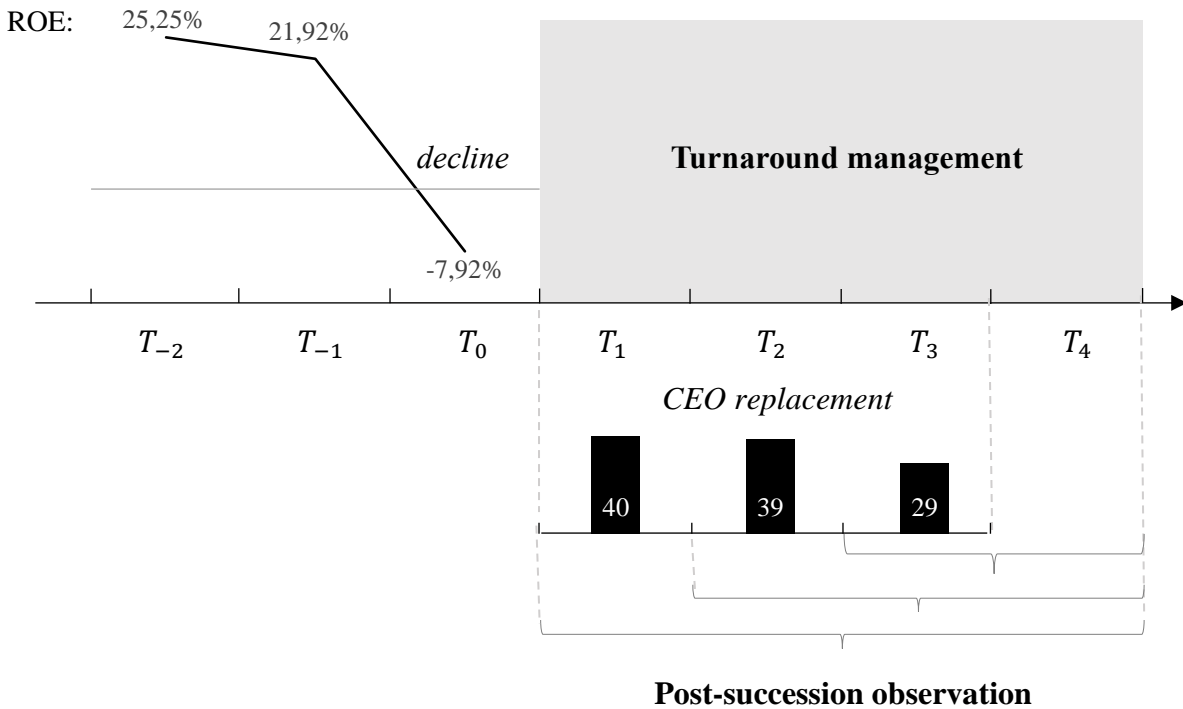 ROE:
25,25%
21,92%
decline
Turnaround management
-7,92%
T₋₂ T₋₁ T₀ T₁ T₂ T₃ T₄
CEO replacement
40 39 29
Post-succession observation